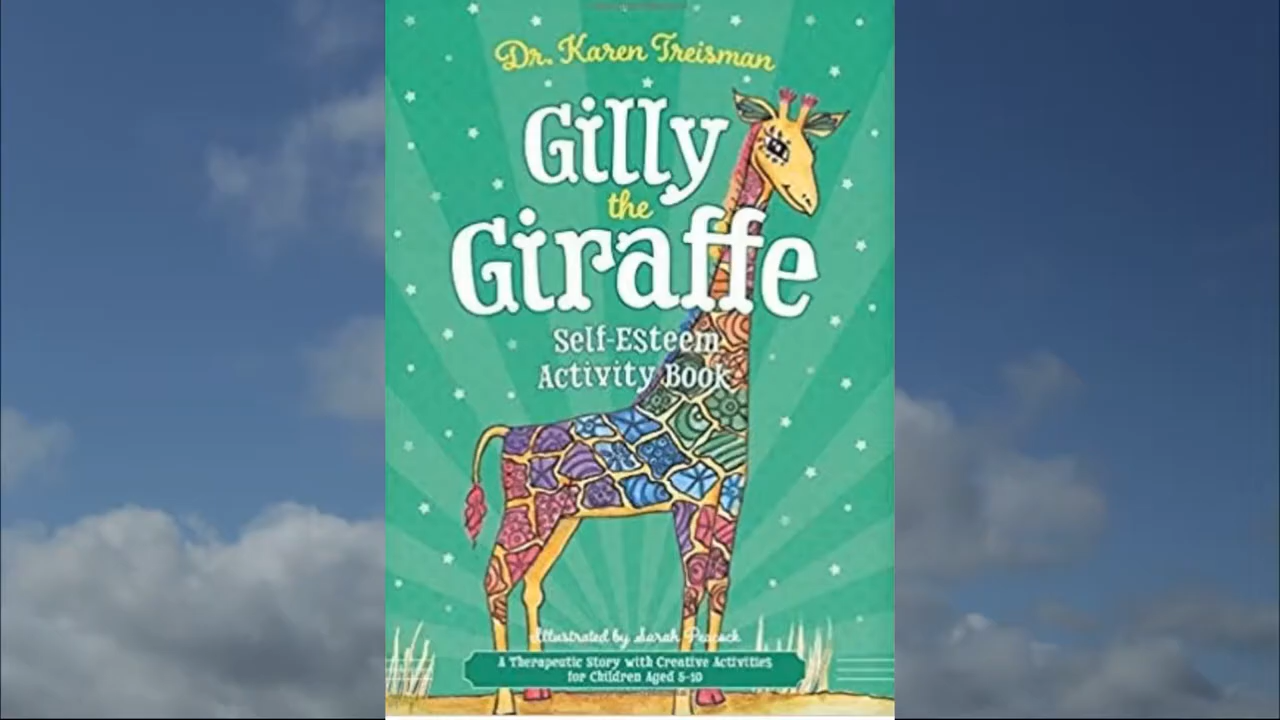 Dr. Karen Treisman
Gilly
the
Giraffe
Self-Esteem
Activity Book
Illustrated by Sarah Peacock
A Therapeutic Story with Creative Activities
for Children Aged 5-10